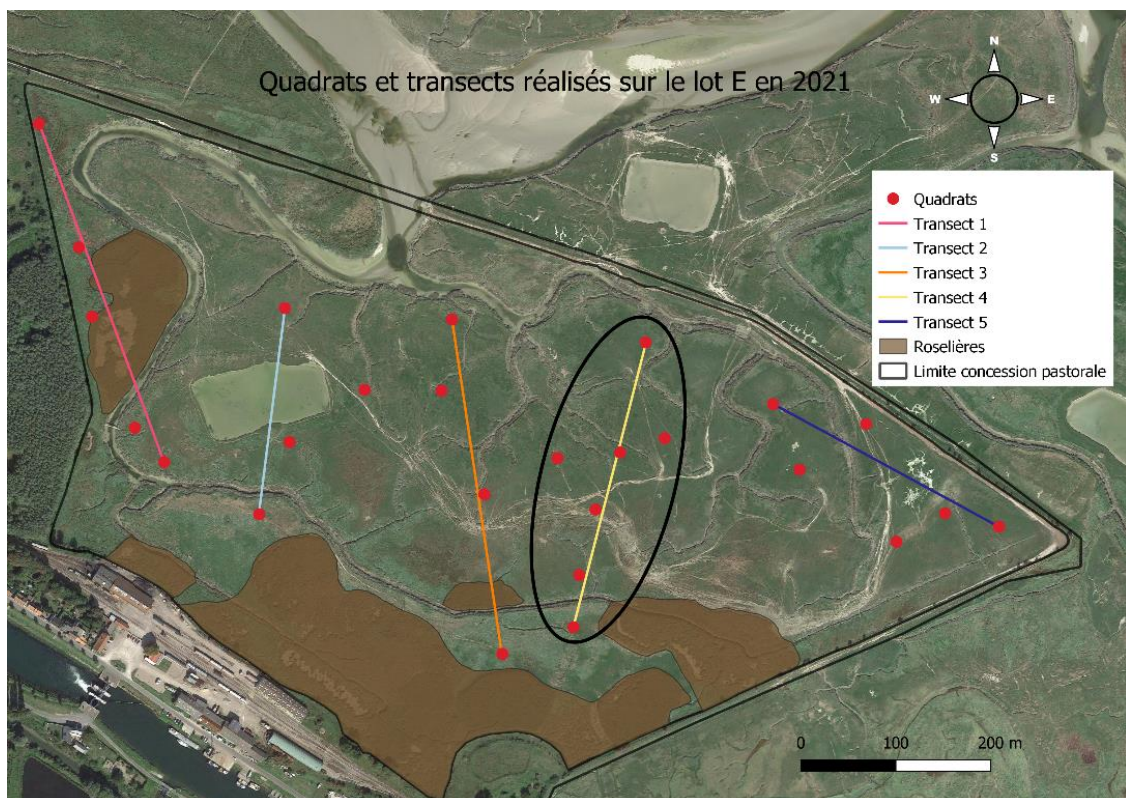 Quadrats et transects réalisés sur le lot E en 2021
N
W
E
S
Quadrats
Transect 1
Transect 2
Transect 3
Transect 4
Transect 5
Roselières
Limite concession pastorale
0 100 200 m